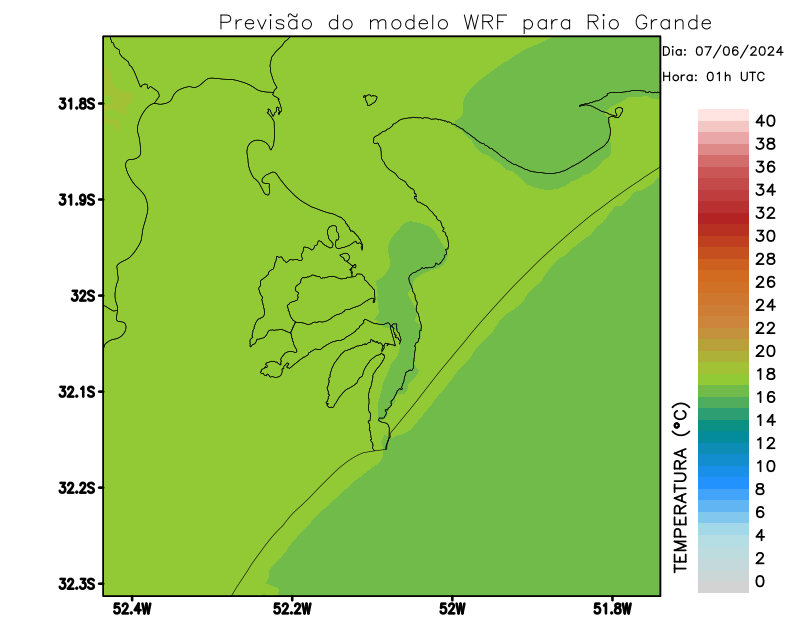 Previsão do modelo WRF para Rio Grande
Dia: 07/06/2024
Hora: 01h UTC
31.8S
31.9S
32S
32.1S
32.2S
32.3S
52.4W
52.2W
52W
51.8W
TEMPERATURA (°C)
40
38
36
34
32
30
28
26
24
22
20
18
16
14
12
10
8
6
4
2
0